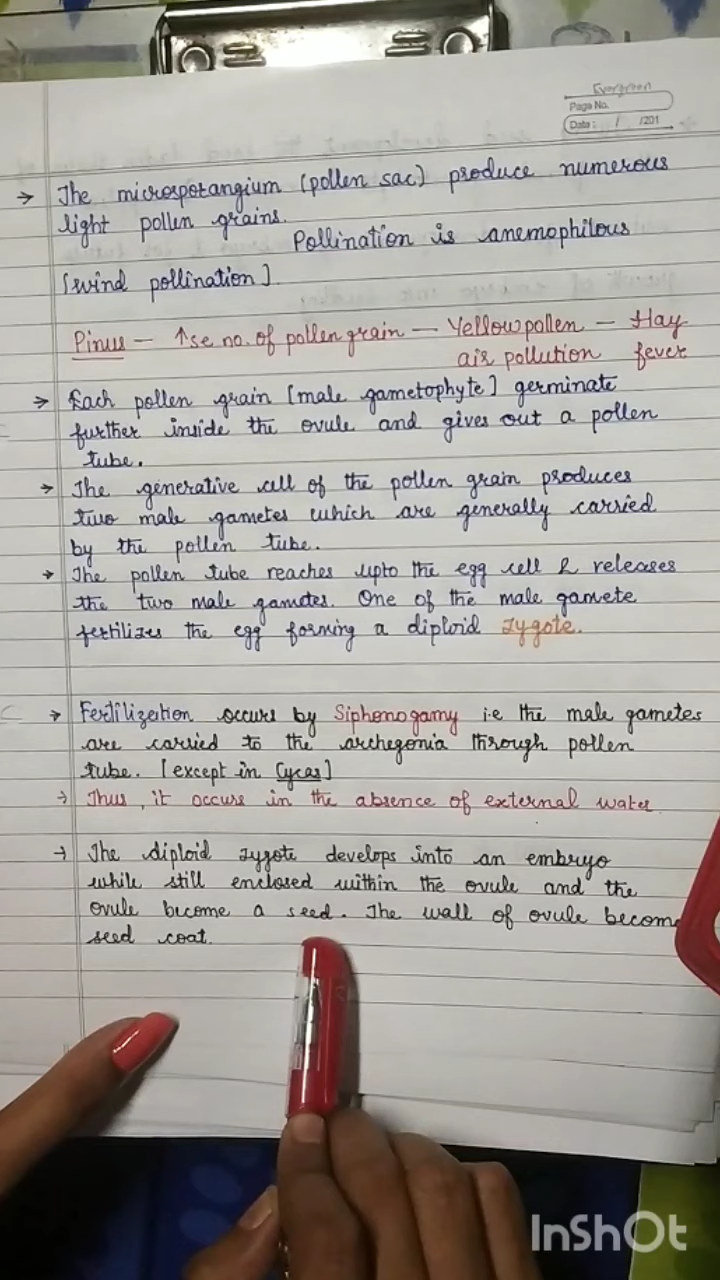 Evergreen
Page No.
Date : / /201
→ The microsporangium (pollen sac) produce numerous
light pollen grains.
Pollination is anemophilous
[wind pollination]
Pinus — ↑se no. of pollen grain — Yellow pollen — Hay
air pollution fever
→ Each pollen grain [male gametophyte] germinate
further inside the ovule and gives out a pollen
tube.
→ The generative cell of the pollen grain produces
two male gametes which are generally carried
by the pollen tube.
→ The pollen tube reaches upto the egg cell & releases
the two male gametes. One of the male gamete
fertilizes the egg forming a diploid zygote.
→ Fertilization occurs by Siphonogamy i.e the male gametes
are carried to the archegonia through pollen
tube. [except in Cycas]
→ Thus, it occurs in the absence of external water
→ The diploid zygote develops into an embryo
while still enclosed within the ovule and the
ovule become a seed. The wall of ovule become
seed coat.
InShOt